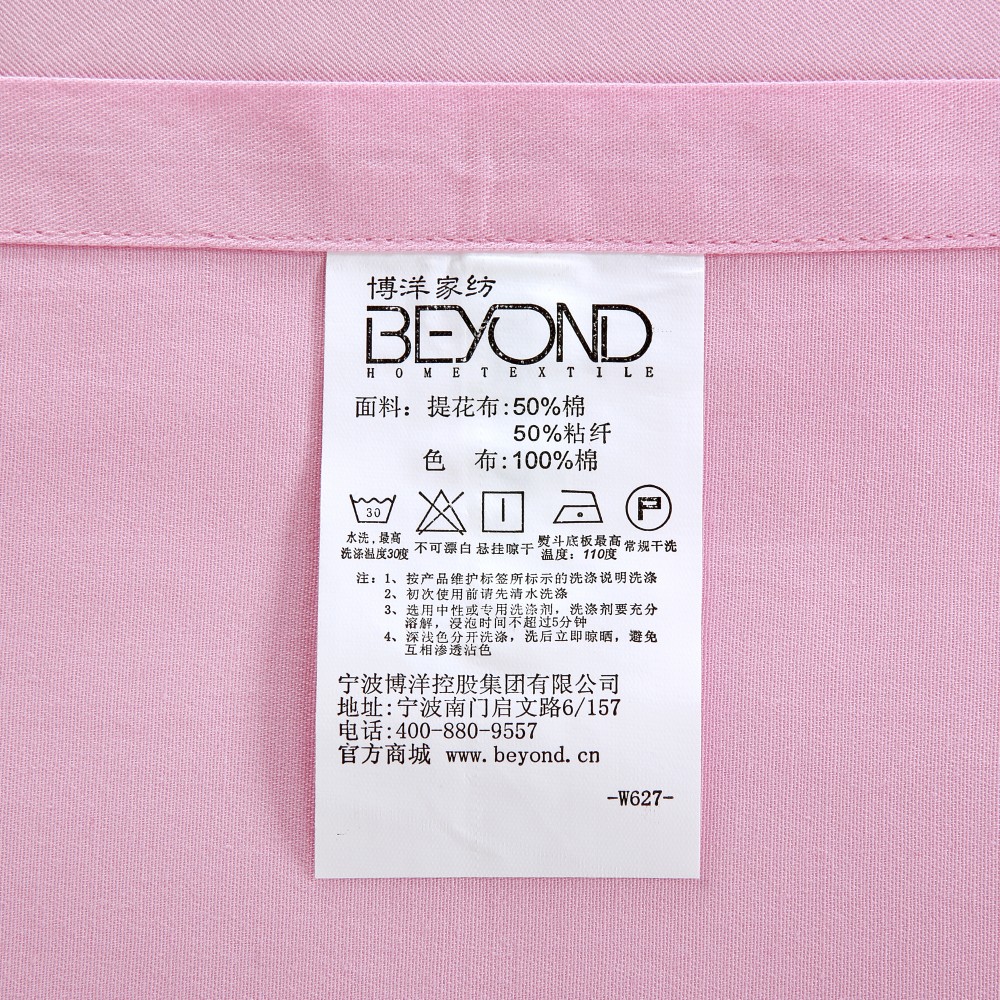 博洋家纺
BEYOND
HOMETEXTILE
面料：提花布:50%棉
50%粘纤
色 布:100%棉
30
P
水洗,最高
洗涤温度30度
不可漂白
悬挂晾干
熨斗底板最高
温度：110度
常规干洗
注：1、按产品维护标签所标示的洗涤说明洗涤
2、初次使用前请先清水洗涤
3、选用中性或专用洗涤剂，洗涤剂要充分
溶解，浸泡时间不超过5分钟
4、深浅色分开洗涤，洗后立即晾晒，避免
互相渗透沾色
宁波博洋控股集团有限公司
地址:宁波南门启文路6/157
电话:400-880-9557
官方商城 www.beyond.cn
-W627-